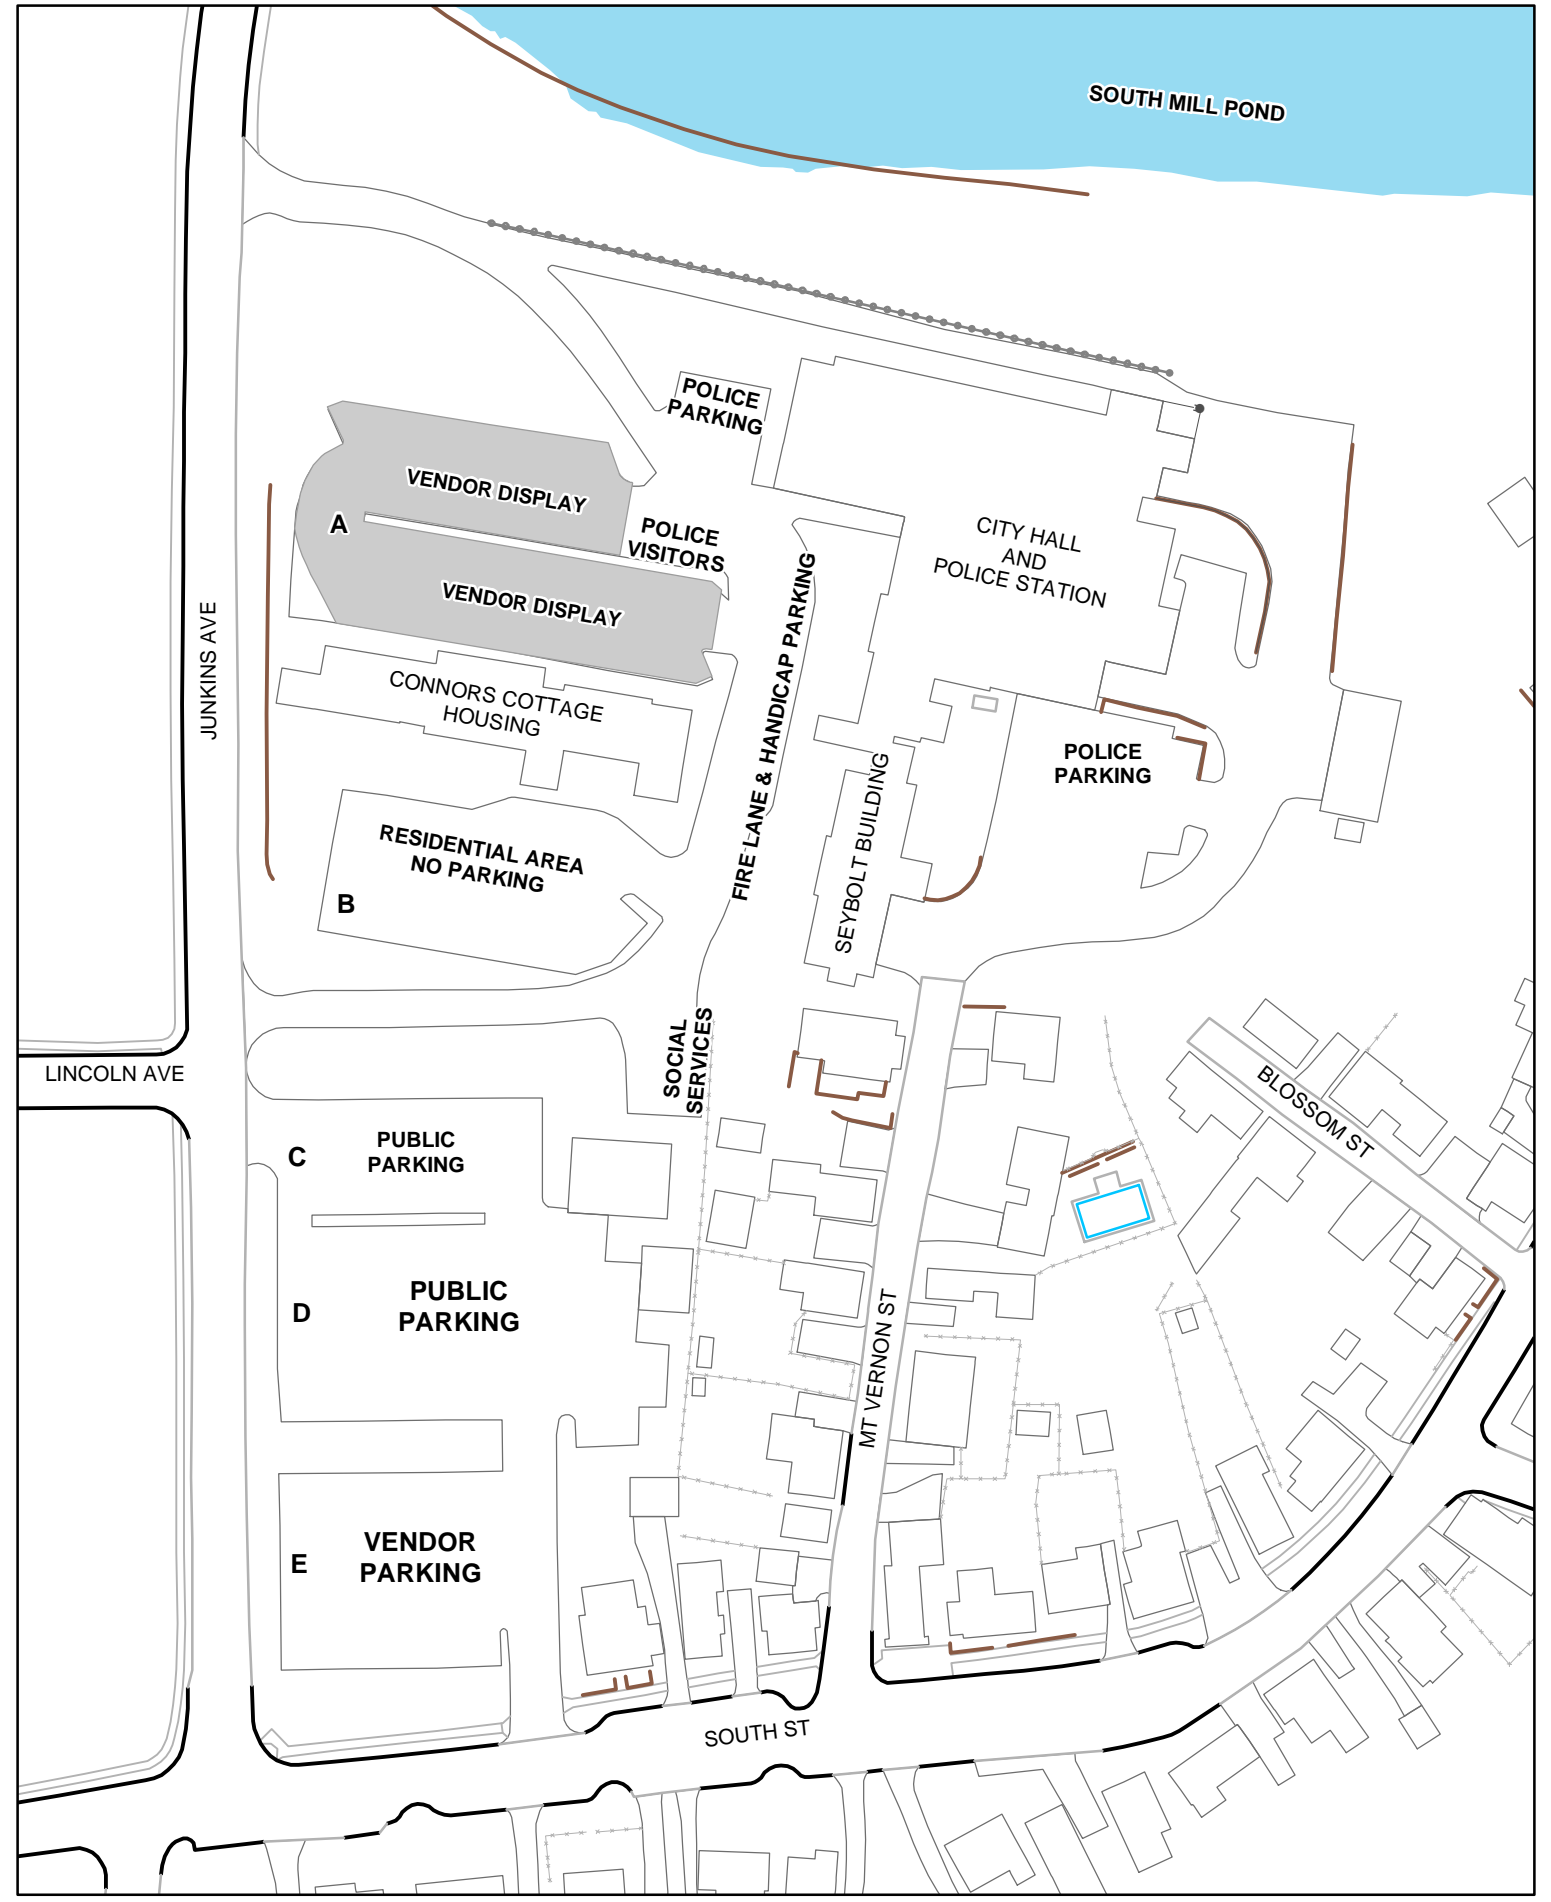 SOUTH MILL POND
POLICE
PARKING
VENDOR DISPLAY
A
POLICE
VISITORS
CITY HALL
AND
POLICE STATION
VENDOR DISPLAY
JUNKINS AVE
FIRE LANE & HANDICAP PARKING
CONNORS COTTAGE
HOUSING
POLICE
PARKING
SEYBOLT BUILDING
RESIDENTIAL AREA
NO PARKING
B
SOCIAL
SERVICES
LINCOLN AVE
BLOSSOM ST
C
PUBLIC
PARKING
D
PUBLIC
PARKING
MT VERNON ST
E
VENDOR
PARKING
SOUTH ST